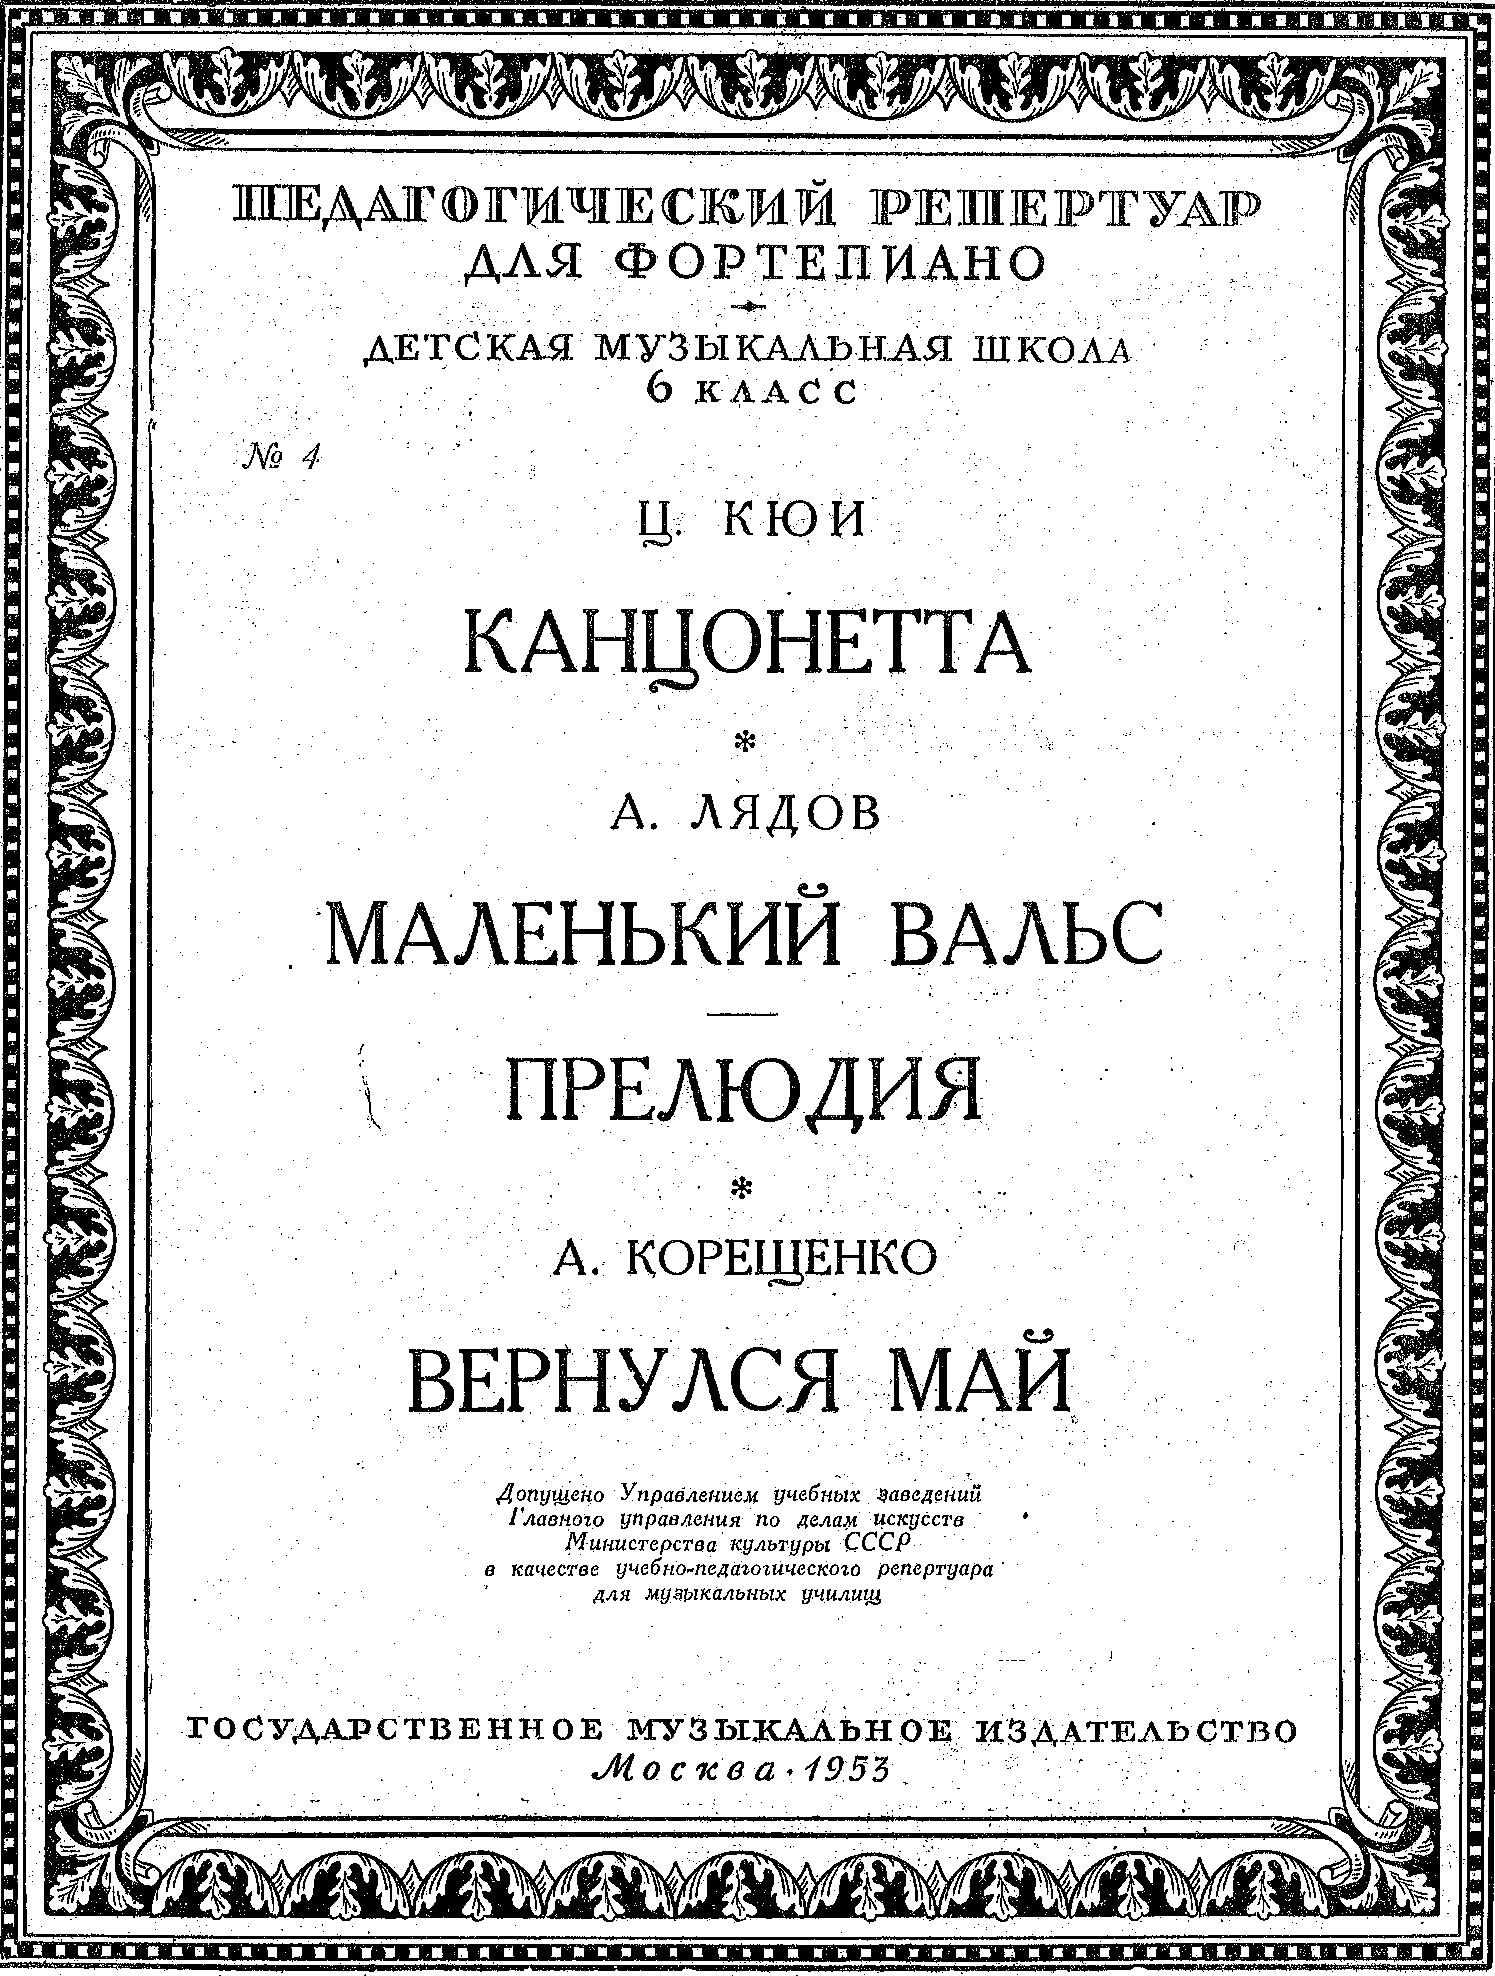 ПЕДАГОГИЧЕСКИЙ РЕПЕРТУАР
ДЛЯ ФОРТЕПИАНО
ДЕТСКАЯ МУЗЫКАЛЬНАЯ ШКОЛА
6 КЛАСС
№ 4
Ц. КЮИ
КАНЦОНЕТТА
*
А. ЛЯДОВ
МАЛЕНЬКИЙ ВАЛЬС
ПРЕЛЮДИЯ
*
А. КОРЕЩЕНКО
ВЕРНУЛСЯ МАЙ
Допущено Управлением учебных заведений
Главного управления по делам искусств
Министерства культуры СССР
в качестве учебно-педагогического репертуара
для музыкальных училищ
ГОСУДАРСТВЕННОЕ МУЗЫКАЛЬНОЕ ИЗДАТЕЛЬСТВО
Москва · 1953